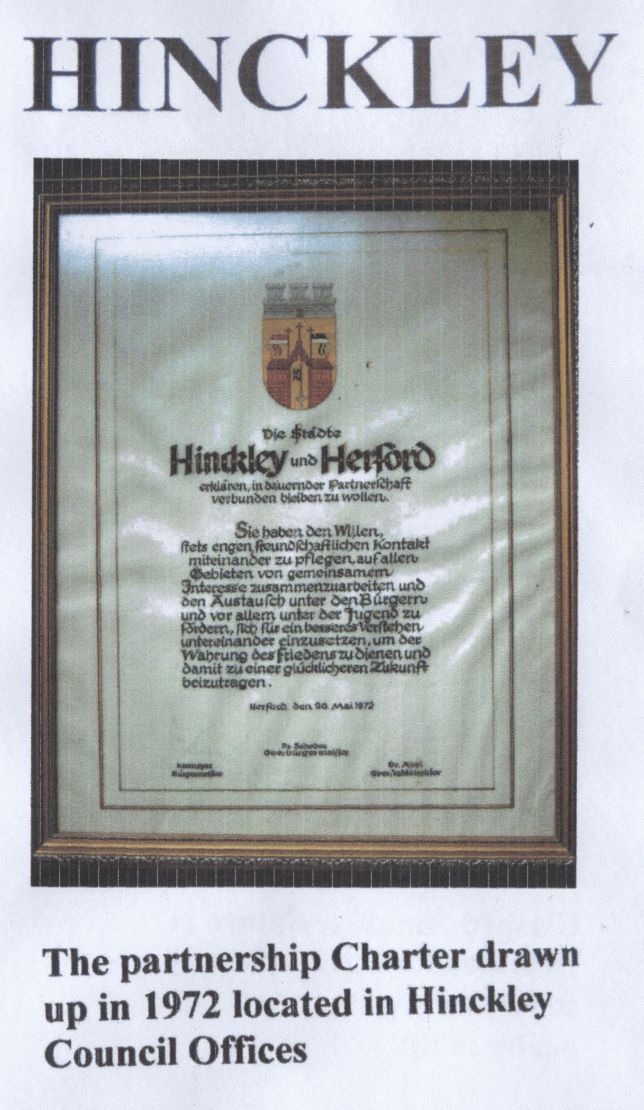 HINCKLEY
Die Städte
Hinckley und Herford
erklären, in dauernder Partnerschaft
verbunden bleiben zu wollen.
Sie haben den Willen,
stets engen freundschaftlichen Kontakt
miteinander zu pflegen, auf allen
Gebieten von gemeinsamem
Interesse zusammenzuarbeiten und
den Austausch unter den Bürgern
und vor allem unter der Jugend zu
fördern, sich für ein besseres Verstehen
untereinander einzusetzen, um der
Wahrung des Friedens zu dienen und
damit zu einer glücklicheren Zukunft
beizutragen.
Herford, den 20. Mai 1972
Dr. Schober
Oberbürgermeister
Bürgermeister
Dr.
Oberstadtdirektor
The partnership Charter drawn
up in 1972 located in Hinckley
Council Offices